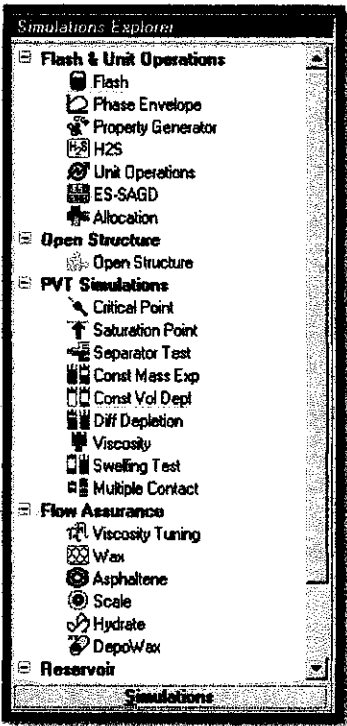 Simulations Explorer
Flash & Unit Operations
Flash
Phase Envelope
Property Generator
H2S H2S
Unit Operations
ES-SAGD
Allocation
Open Structure
Open Structure
PVT Simulations
Critical Point
Saturation Point
Separator Test
Const Mass Exp
Const Vol Depl
Diff Depletion
Viscosity
Swelling Test
Multiple Contact
Flow Assurance
Viscosity Tuning
Wax
Asphaltene
Scale
Hydrate
DepoWax
Reservoir
Simulations